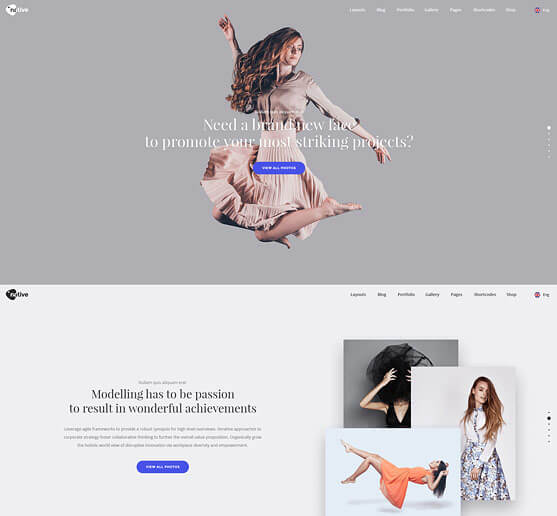 native
Layouts Blog Portfolio Gallery Pages Shortcodes Shop Eng
Nullam quis aliquam erat
Need a brand new face
to promote your most striking projects?
VIEW ALL PHOTOS
native
Layouts Blog Portfolio Gallery Pages Shortcodes Shop Eng
Nullam quis aliquam erat
Modelling has to be passion
to result in wonderful achievements
Leverage agile frameworks to provide a robust synopsis for high level overviews. Iterative approaches to
corporate strategy foster collaborative thinking to further the overall value proposition. Organically grow
the holistic world view of disruptive innovation via workplace diversity and empowerment.
VIEW ALL PHOTOS